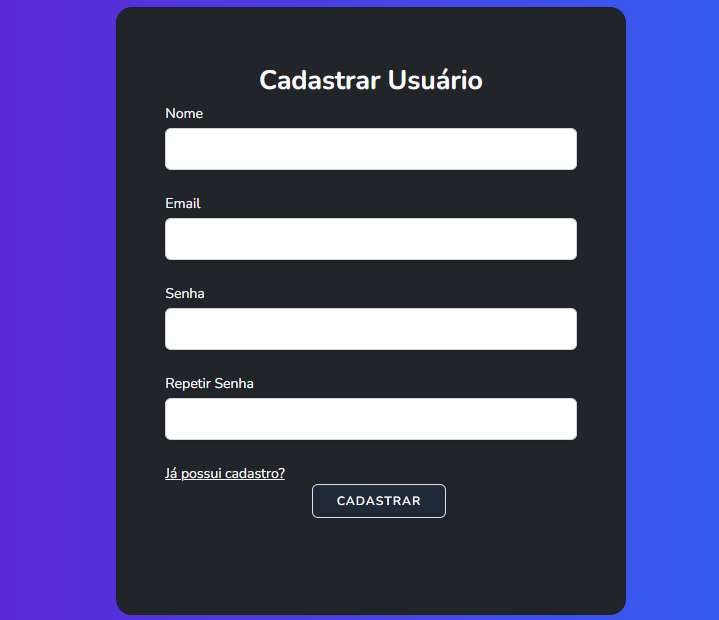 Cadastrar Usuário
Nome
Email
Senha
Repetir Senha
Já possui cadastro?
CADASTRAR